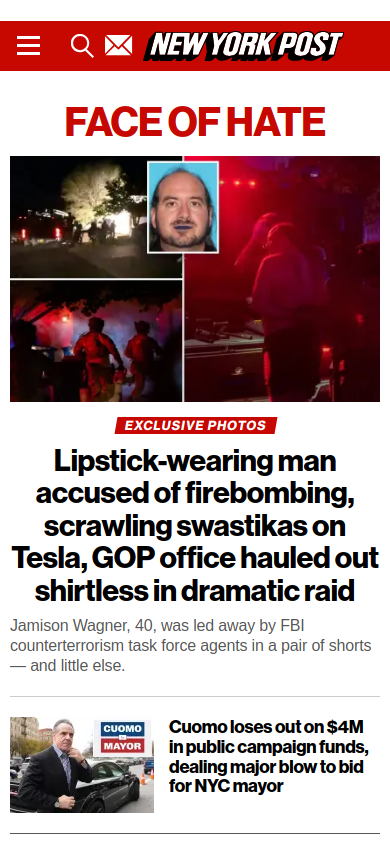 NEW YORK POST
FACE OF HATE
EXCLUSIVE PHOTOS
Lipstick-wearing man
accused of firebombing,
scrawling swastikas on
Tesla, GOP office hauled out
shirtless in dramatic raid
Jamison Wagner, 40, was led away by FBI
counterterrorism task force agents in a pair of shorts
— and little else.
CUOMO
MAYOR
Cuomo loses out on $4M
in public campaign funds,
dealing major blow to bid
for NYC mayor